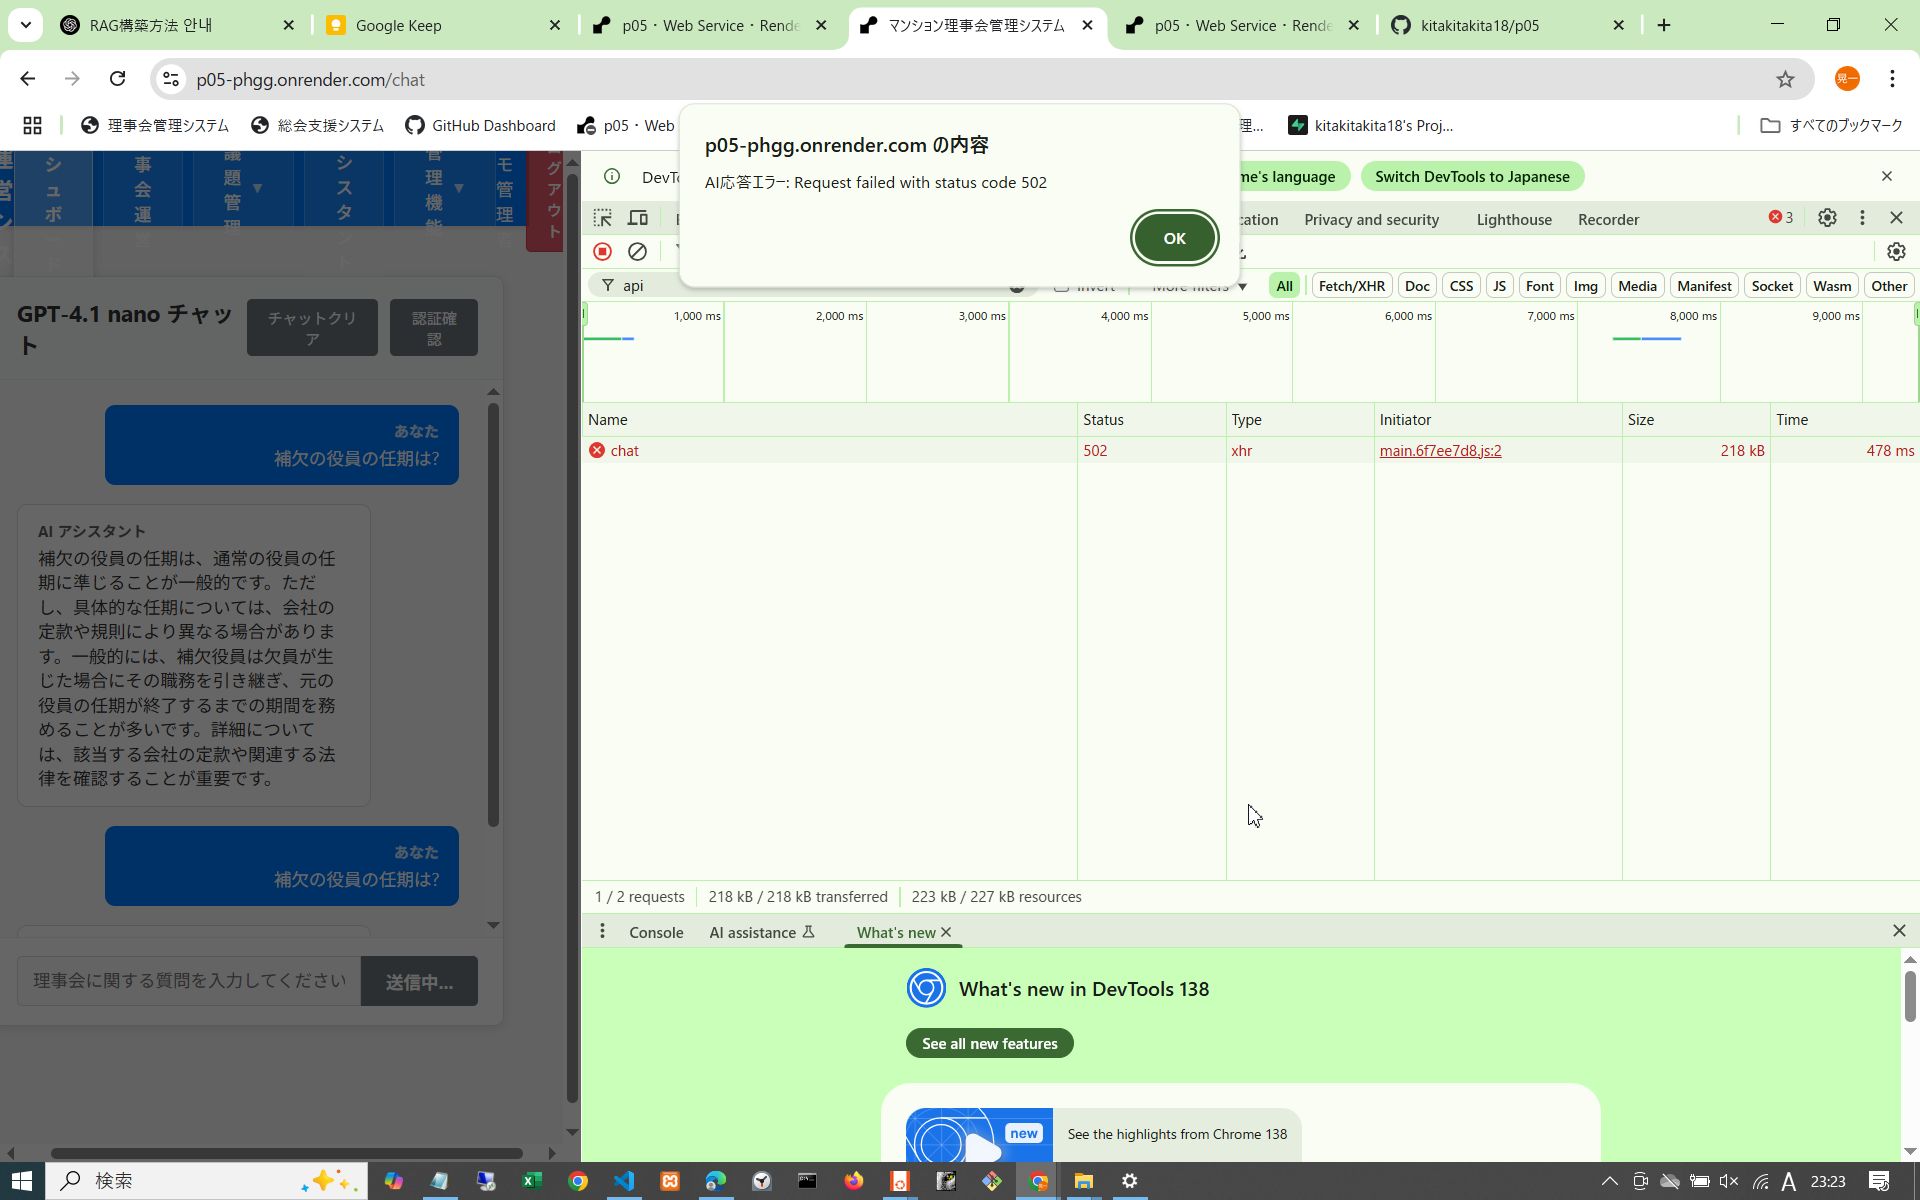 RAG構築方法 안내
Google Keep
p05・Web Service・Rende
マンション理事会管理システム
p05・Web Service・Rende
kitakitakita18/p05
p05-phgg.onrender.com/chat
晃一
理事会管理システム
総会支援システム
GitHub Dashboard
p05・Web
理...
kitakitakita18's Proj...
すべてのブックマーク
p05-phgg.onrender.com の内容
AI応答エラー: Request failed with status code 502
OK
運営シス
シュボード
事会運営
議題管理 ▼
シスタント
管理機能 ▼
モ管理者
グアウト
DevTo
me's language
Switch DevTools to Japanese
cation
Privacy and security
Lighthouse
Recorder
3
api
Invert
More filters
All
Fetch/XHR
Doc
CSS
JS
Font
Img
Media
Manifest
Socket
Wasm
Other
GPT-4.1 nano チャット
チャットクリア
認証確認
1,000 ms
2,000 ms
3,000 ms
4,000 ms
5,000 ms
6,000 ms
7,000 ms
8,000 ms
9,000 ms
Name
Status
Type
Initiator
Size
Time
chat
502
xhr
main.6f7ee7d8.js:2
218 kB
478 ms
あなた
補欠の役員の任期は?
AI アシスタント
補欠の役員の任期は、通常の役員の任
期に準じることが一般的です。ただ
し、具体的な任期については、会社の
定款や規則により異なる場合がありま
す。一般的には、補欠役員は欠員が生
じた場合にその職務を引き継ぎ、元の
役員の任期が終了するまでの期間を務
めることが多いです。詳細について
は、該当する会社の定款や関連する法
律を確認することが重要です。
あなた
補欠の役員の任期は?
理事会に関する質問を入力してください
送信中...
1 / 2 requests
218 kB / 218 kB transferred
223 kB / 227 kB resources
Console
AI assistance
What's new
What's new in DevTools 138
See all new features
new
See the highlights from Chrome 138
検索
A
23:23